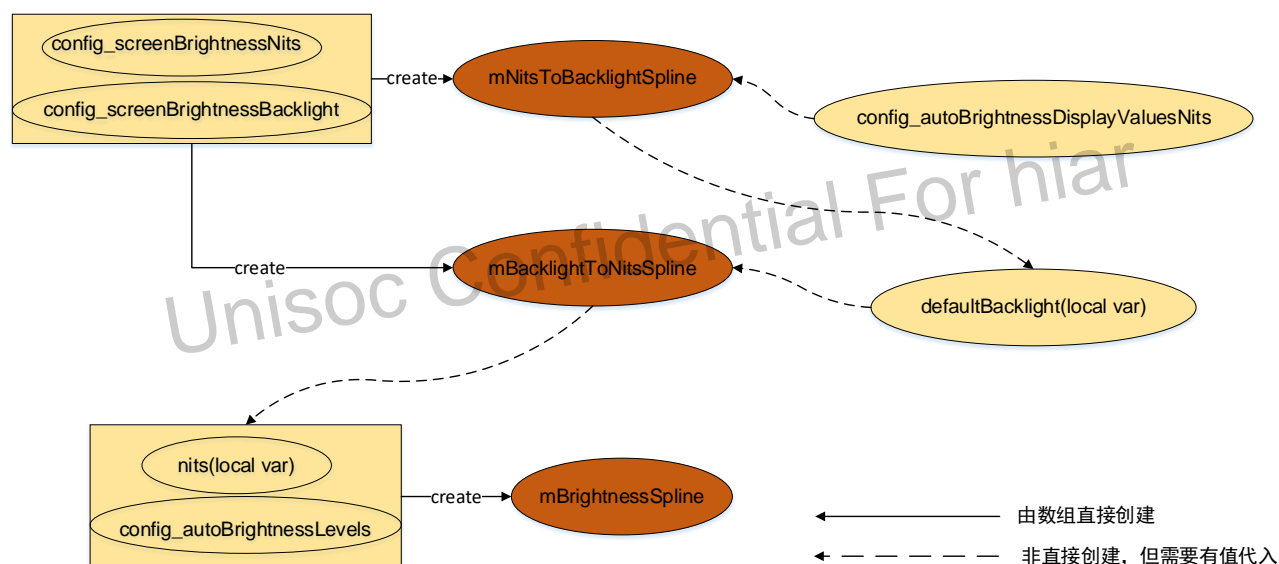 config_screenBrightnessNits
config_screenBrightnessBacklight
create
mNitsToBacklightSpline
config_autoBrightnessDisplayValuesNits
Unisoc Confidential For hiar
create
mBacklightToNitsSpline
defaultBacklight(local var)
nits(local var)
config_autoBrightnessLevels
create
mBrightnessSpline
由数组直接创建
非直接创建，但需要有值代入